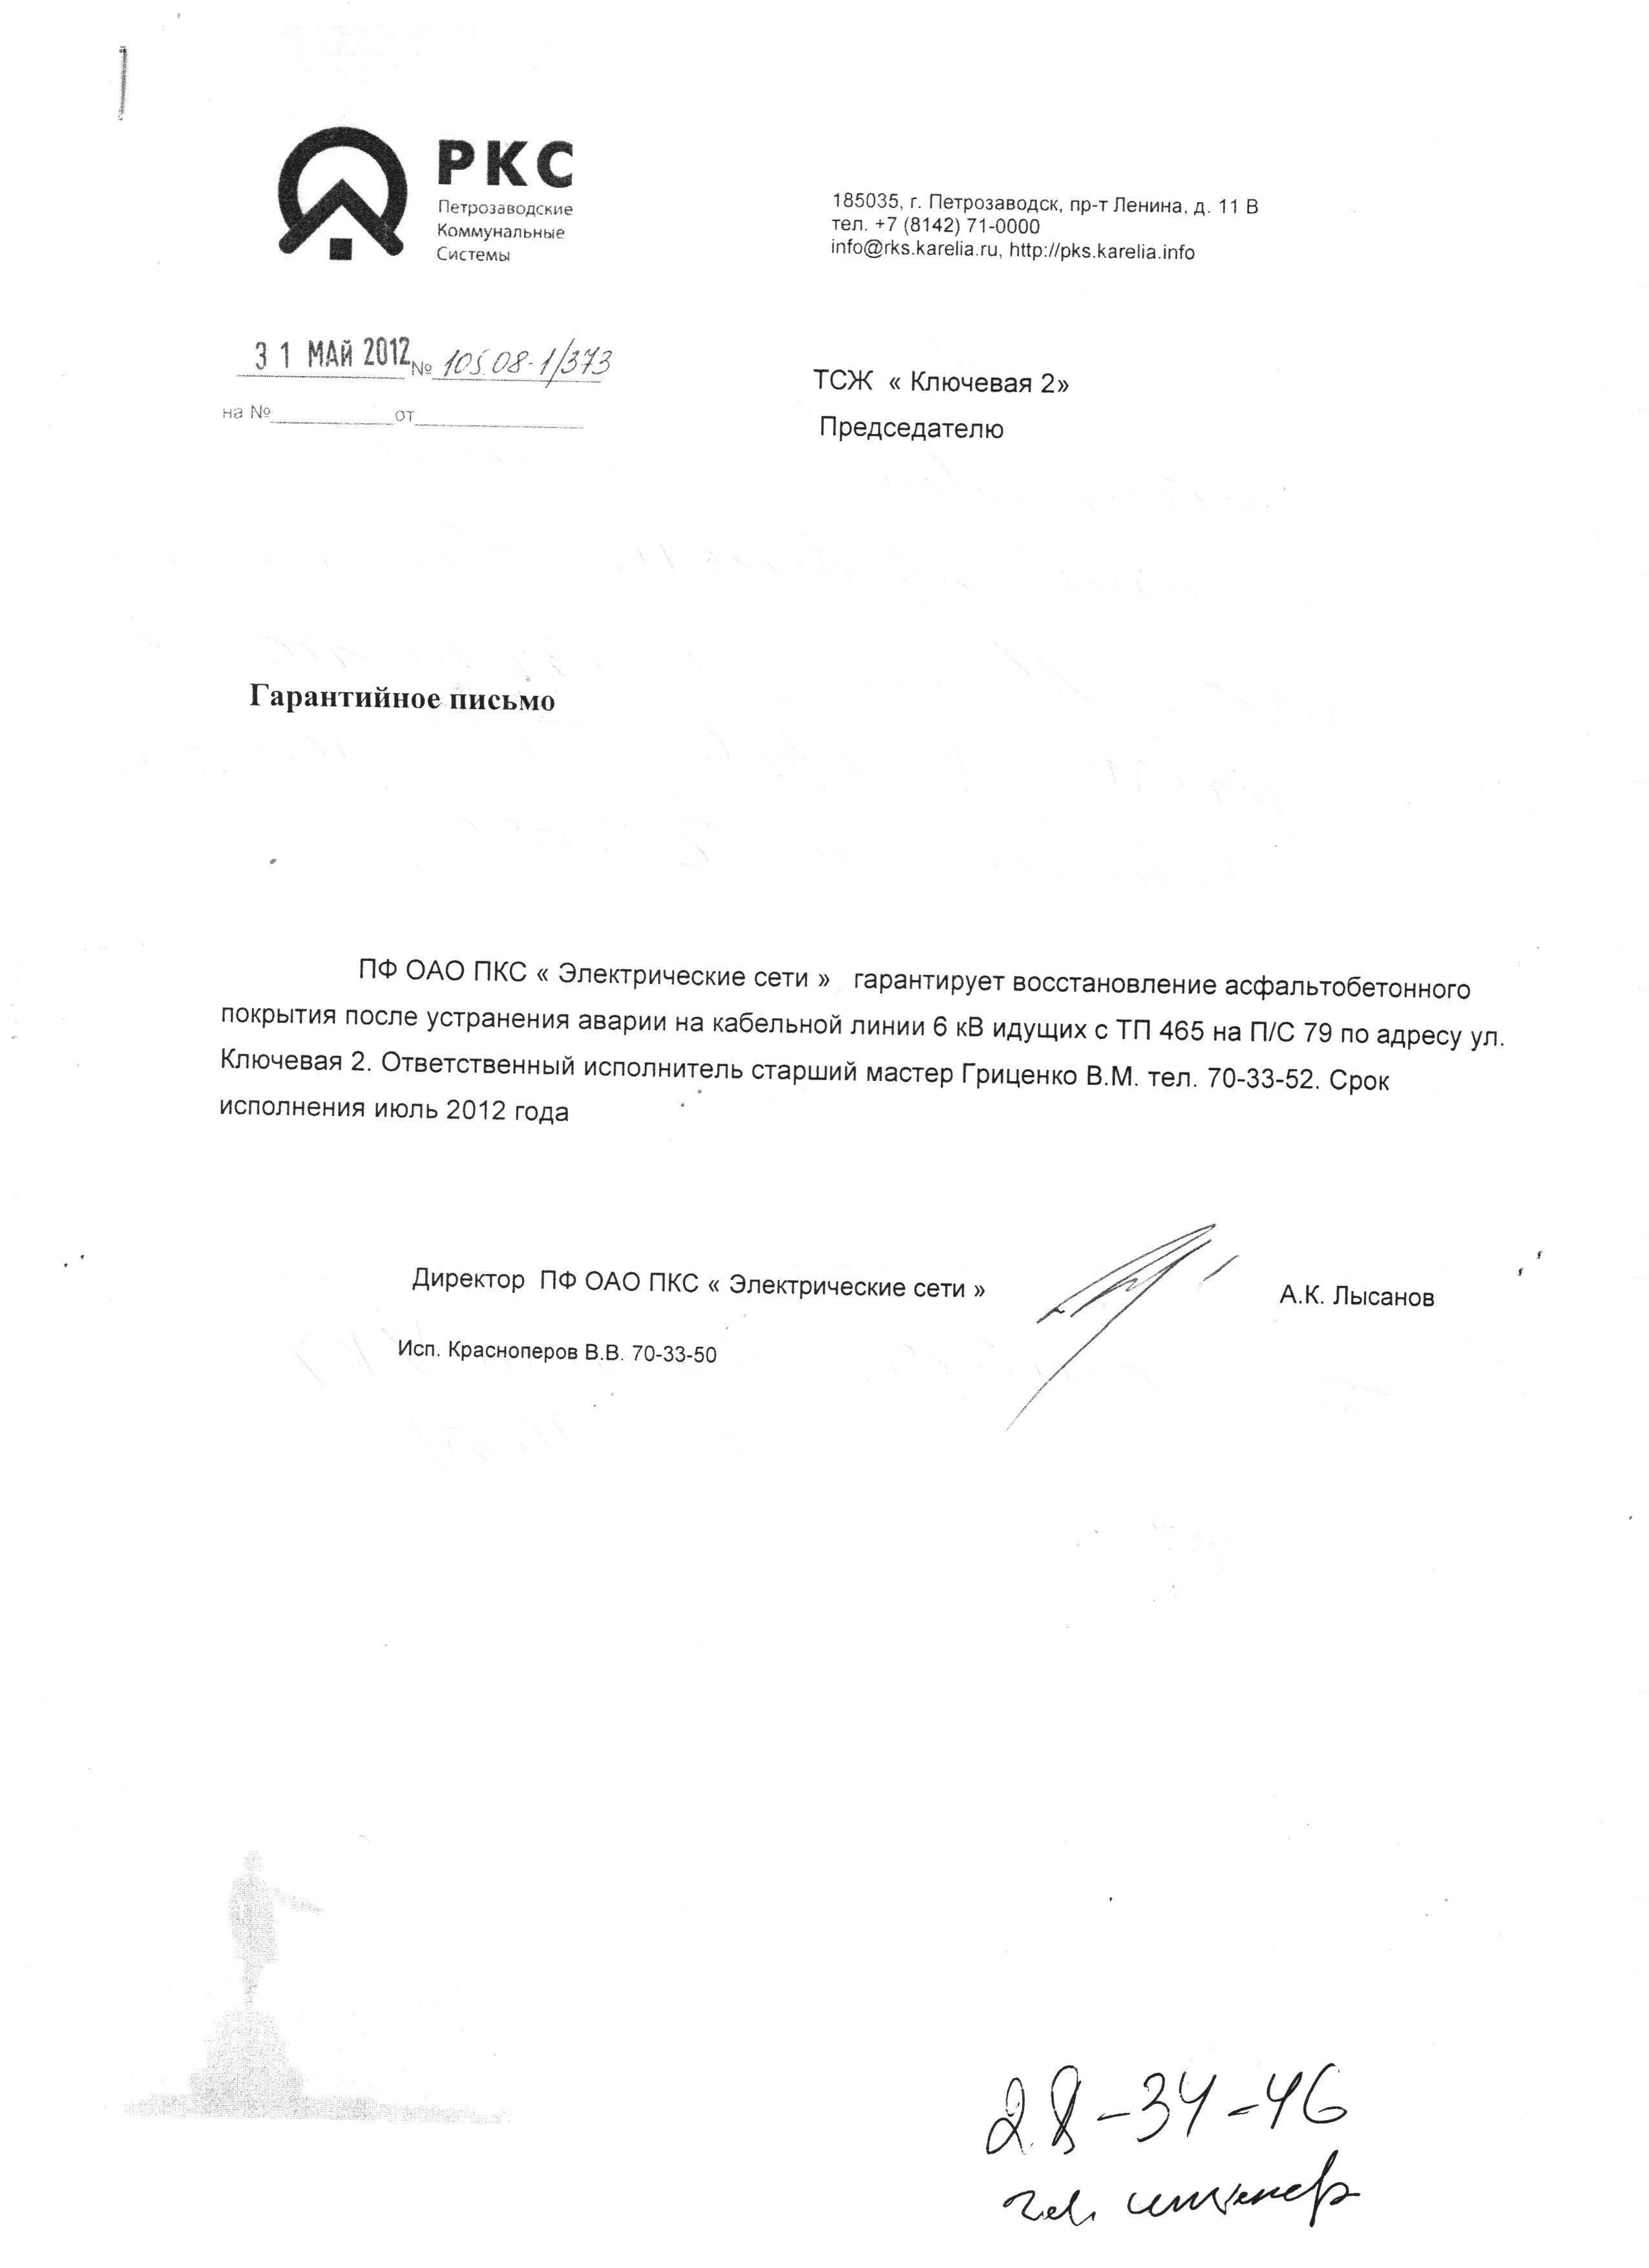 РКС
Петрозаводские
Коммунальные
Системы
185035, г. Петрозаводск, пр-т Ленина, д. 11 В
тел. +7 (8142) 71-0000
info@rks.karelia.ru, http://pks.karelia.info
31 МАЙ 2012 № 105.08-1/373
на №____________от________________
ТСЖ « Ключевая 2»
Председателю
Гарантийное письмо
ПФ ОАО ПКС « Электрические сети » гарантирует восстановление асфальтобетонного
покрытия после устранения аварии на кабельной линии 6 кВ идущих с ТП 465 на П/С 79 по адресу ул.
Ключевая 2. Ответственный исполнитель старший мастер Гриценко В.М. тел. 70-33-52. Срок
исполнения июль 2012 года
Директор ПФ ОАО ПКС « Электрические сети »
А.К. Лысанов
Исп. Красноперов В.В. 70-33-50
28-34-46
гл. инженер